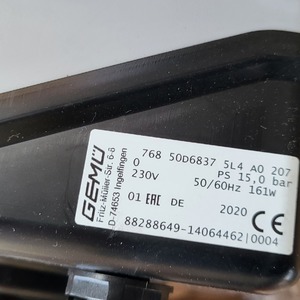 GEMÜ
Fritz-Müller-Str. 6-8
D-74653 Ingelfingen
768 50D6837 5L4 A0 207
0 PS 15,0 bar
230V 50/60Hz 161W
01 EAC DE 2020 CE
88288649-14064462|0004